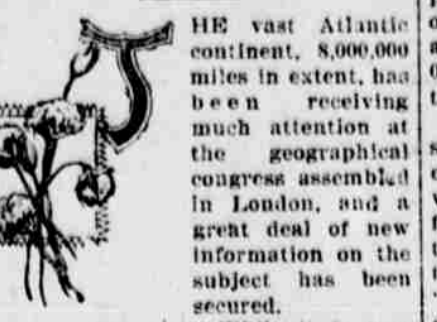 THE vast Atlantic
continent, 8,000,000
miles in extent, has
been receiving
much attention at
the geographical
congress assembled
in London, and a
great deal of new
information on the
subject has been
secured.